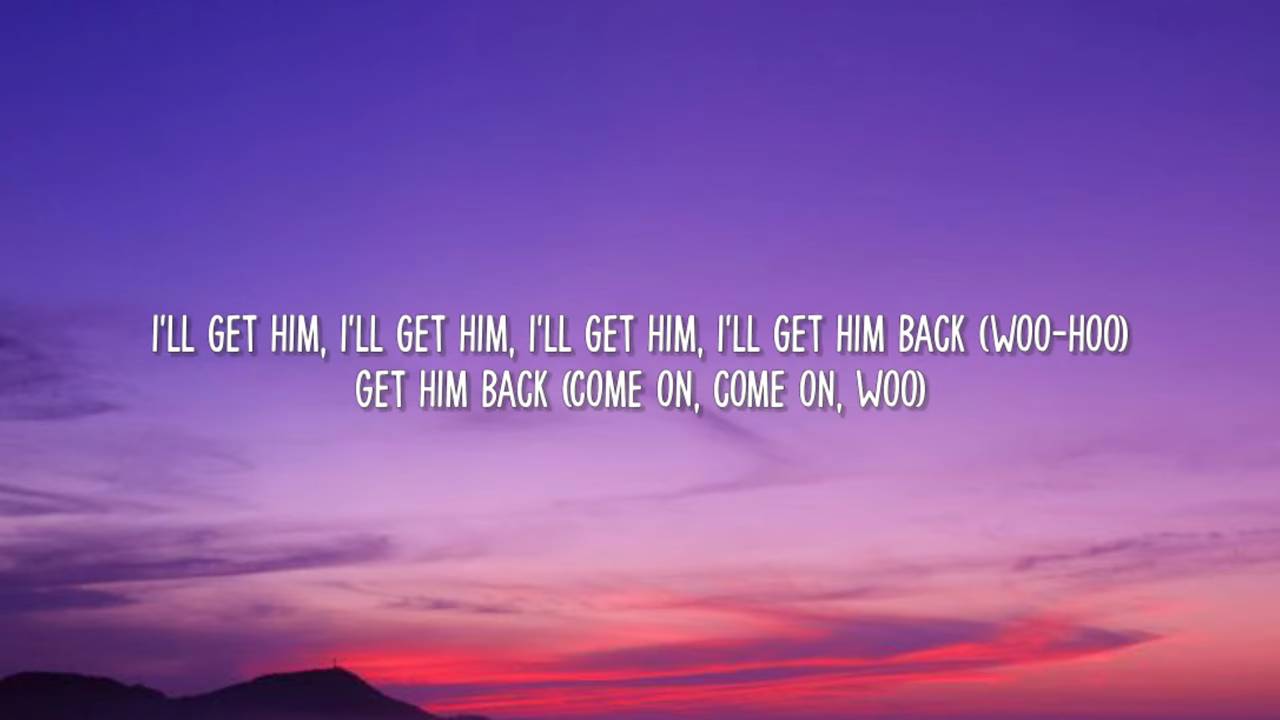 I'LL GET HIM, I'LL GET HIM, I'LL GET HIM, I'LL GET HIM BACK (WOO-HOO)
GET HIM BACK (COME ON, COME ON, WOO)